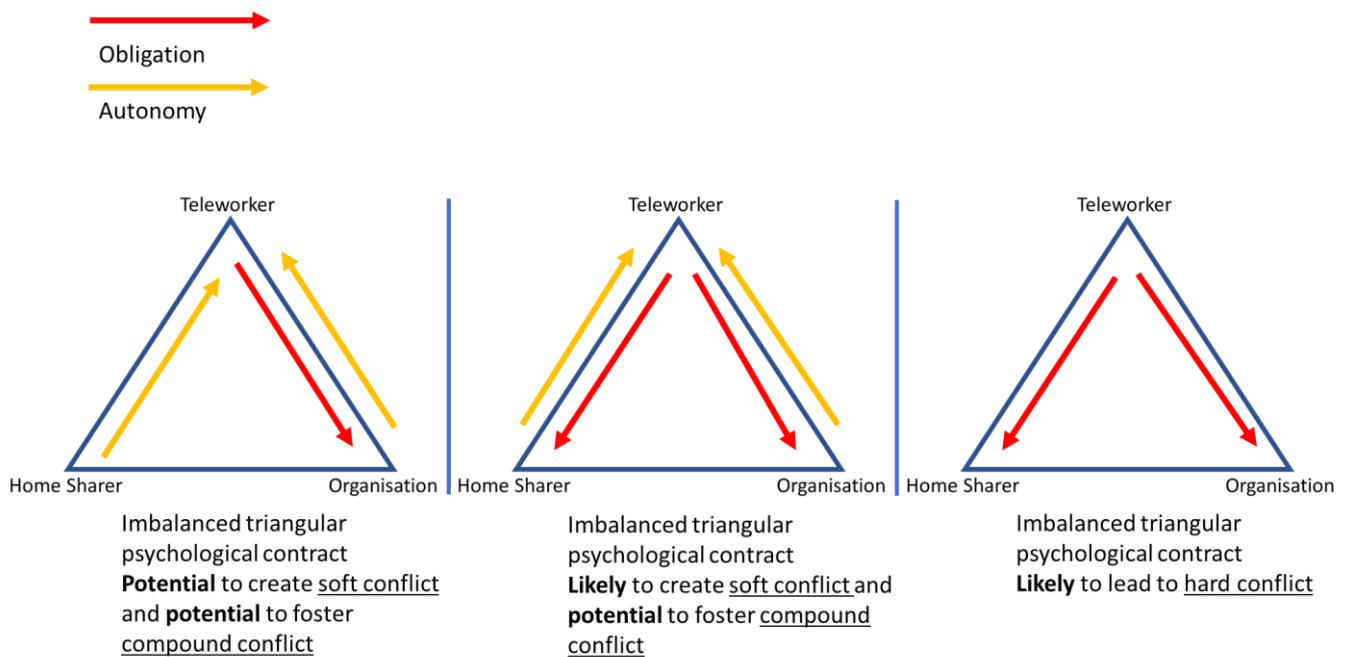 Obligation
Autonomy
Teleworker
Home Sharer
Organisation
Imbalanced triangular
psychological contract
Potential to create soft conflict
and potential to foster
compound conflict
Teleworker
Home Sharer
Organisation
Imbalanced triangular
psychological contract
Likely to create soft conflict and
potential to foster compound
conflict
Teleworker
Home Sharer
Organisation
Imbalanced triangular
psychological contract
Likely to lead to hard conflict